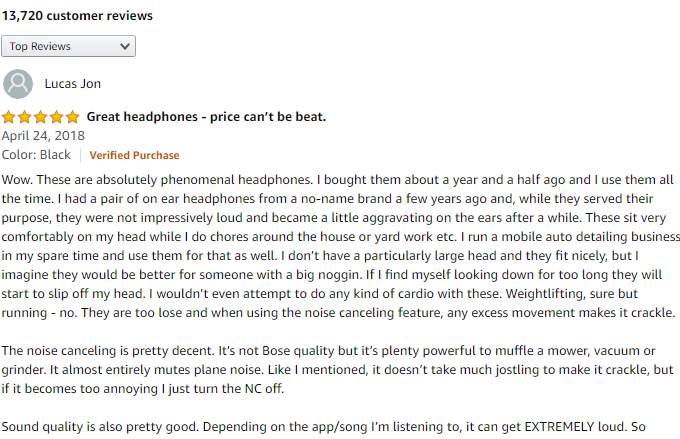 13,720 customer reviews
Top Reviews
Lucas Jon
Great headphones - price can't be beat.
April 24, 2018
Color: Black | Verified Purchase
Wow. These are absolutely phenomenal headphones. I bought them about a year and a half ago and I use them all
the time. I had a pair of on ear headphones from a no-name brand a few years ago and, while they served their
purpose, they were not impressively loud and became a little aggravating on the ears after a while. These sit very
comfortably on my head while I do chores around the house or yard work etc. I run a mobile auto detailing business
in my spare time and use them for that as well. I don't have a particularly large head and they fit nicely, but I
imagine they would be better for someone with a big noggin. If I find myself looking down for too long they will
start to slip off my head. I wouldn't even attempt to do any kind of cardio with these. Weightlifting, sure but
running - no. They are too lose and when using the noise canceling feature, any excess movement makes it crackle.
The noise canceling is pretty decent. It's not Bose quality but it's plenty powerful to muffle a mower, vacuum or
grinder. It almost entirely mutes plane noise. Like I mentioned, it doesn't take much jostling to make it crackle, but
if it becomes too annoying I just turn the NC off.
Sound quality is also pretty good. Depending on the app/song I'm listening to, it can get EXTREMELY loud. So